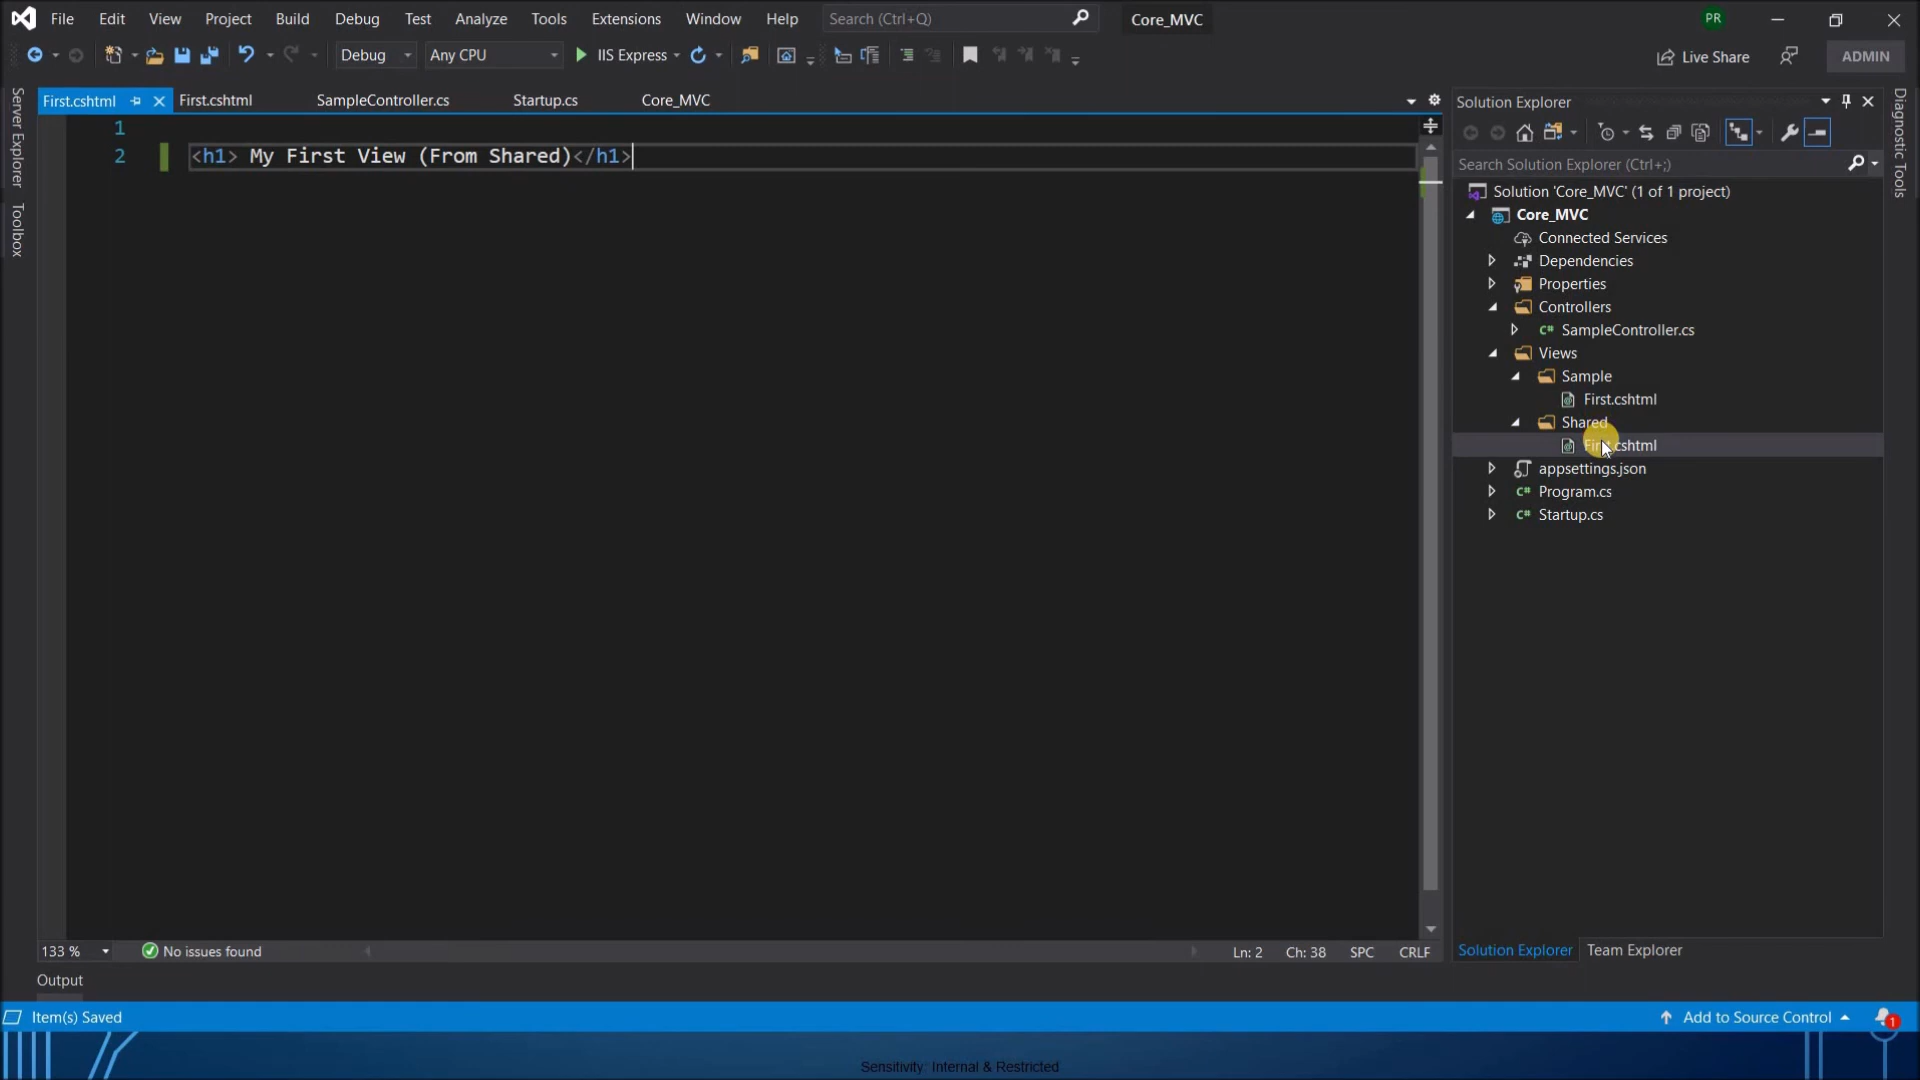 File Edit View Project Build Debug Test Analyze Tools Extensions Window Help Search (Ctrl+Q) Core_MVC PR
Debug Any CPU IIS Express Live Share ADMIN
Server Explorer
Toolbox
First.cshtml First.cshtml SampleController.cs Startup.cs Core_MVC
1
2 <h1> My First View (From Shared)</h1>
Solution Explorer
Search Solution Explorer (Ctrl+;)
Solution 'Core_MVC' (1 of 1 project)
Core_MVC
Connected Services
Dependencies
Properties
Controllers
C# SampleController.cs
Views
Sample
First.cshtml
Shared
First.cshtml
appsettings.json
C# Program.cs
C# Startup.cs
Diagnostic Tools
133 % No issues found Ln: 2 Ch: 38 SPC CRLF
Solution Explorer Team Explorer
Output
Item(s) Saved Add to Source Control 1
Sensitivity: Internal & Restricted